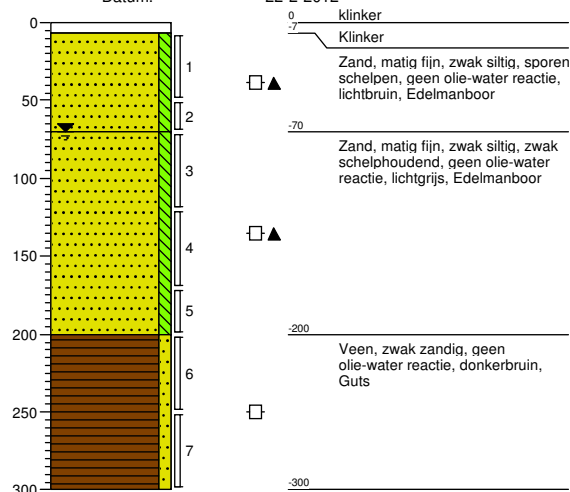 Datum:
22-2-2012
0
50
100
150
200
250
300
1
2
3
4
5
6
7
0
klinker
-7
Klinker
Zand, matig fijn, zwak siltig, sporen
schelpen, geen olie-water reactie,
lichtbruin, Edelmanboor
-70
Zand, matig fijn, zwak siltig, zwak
schelphoudend, geen olie-water
reactie, lichtgrijs, Edelmanboor
-200
Veen, zwak zandig, geen
olie-water reactie, donkerbruin,
Guts
-300